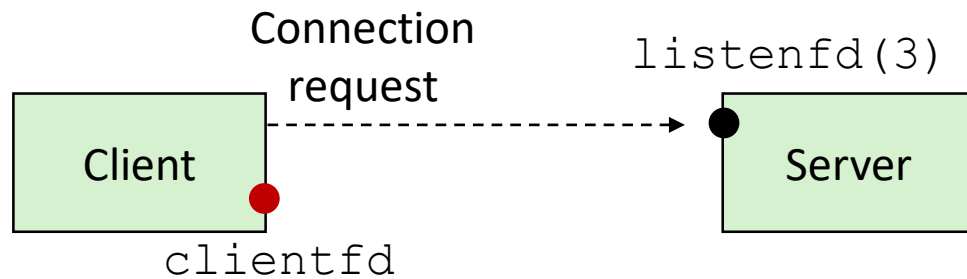 Connection
request
listenfd(3)
Client
Server
clientfd